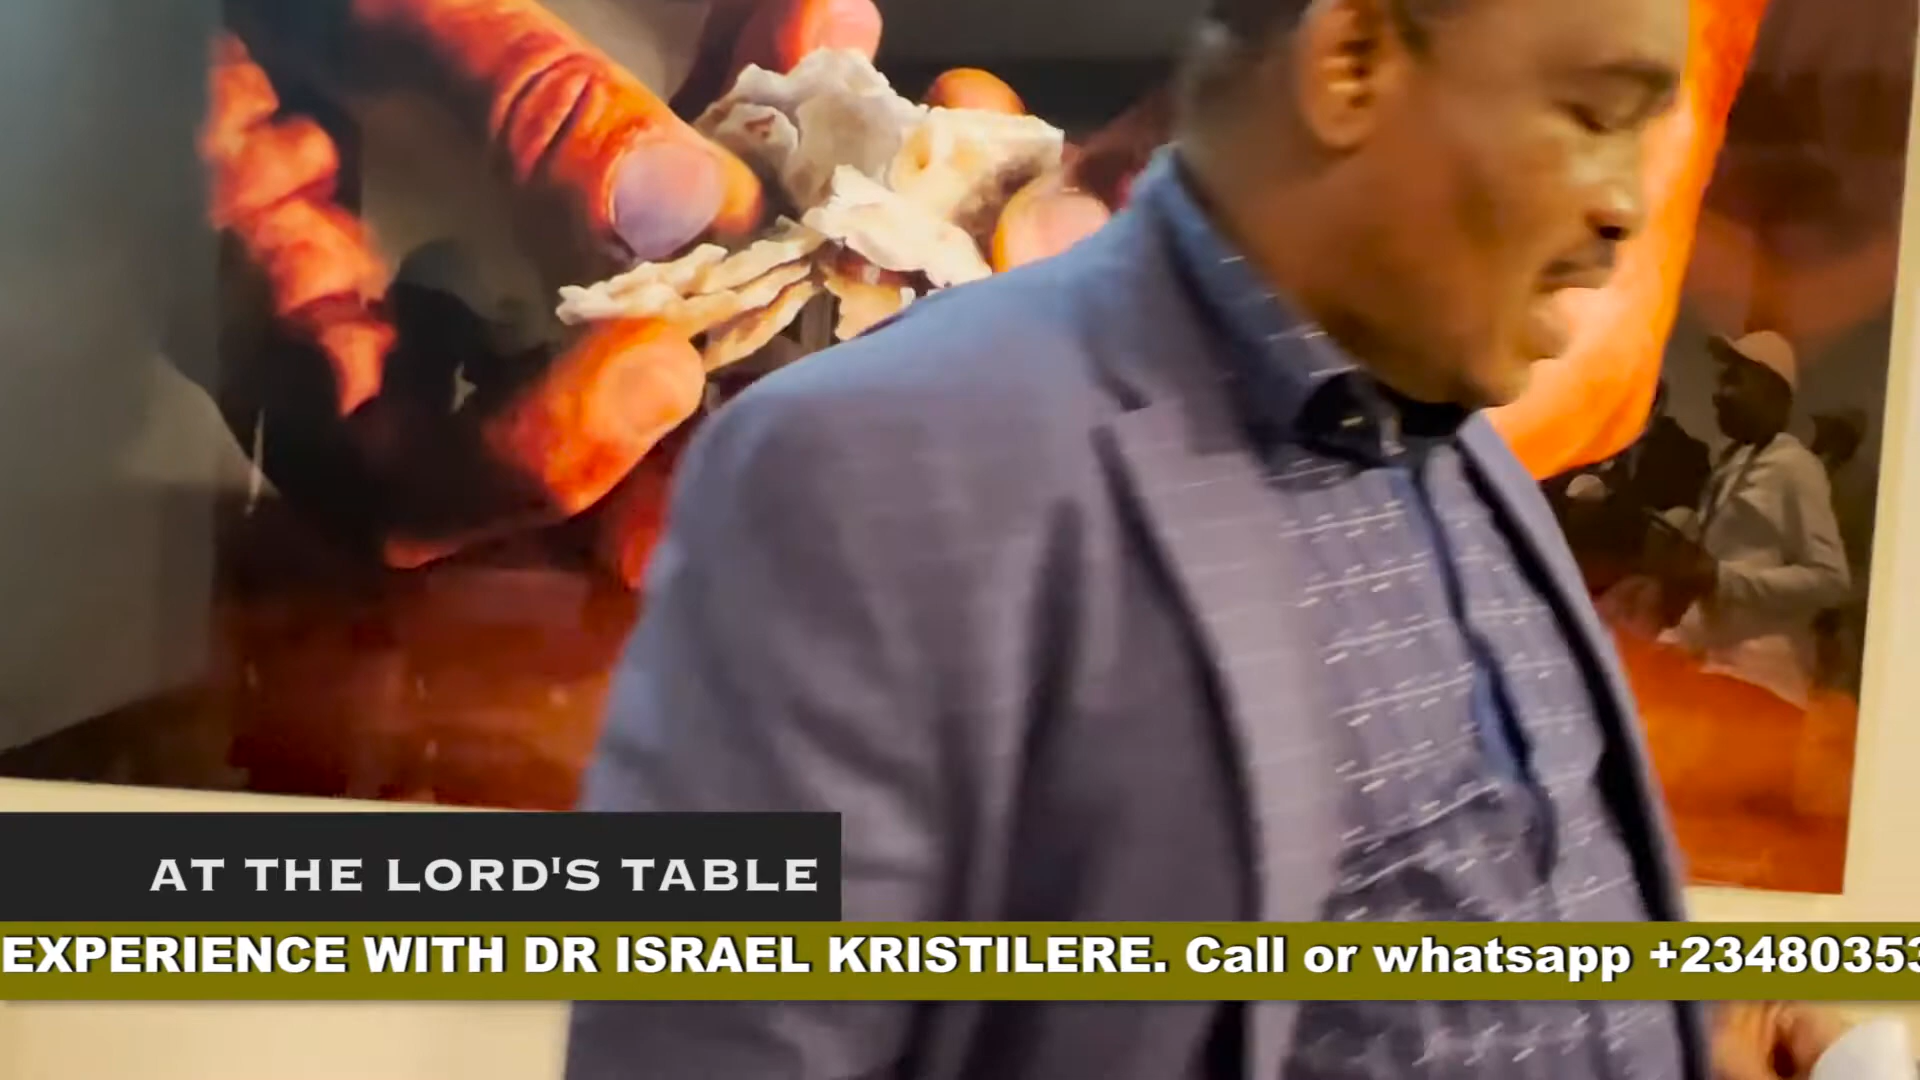 AT THE LORD'S TABLE
EXPERIENCE WITH DR ISRAEL KRISTILERE. Call or whatsapp +23480353